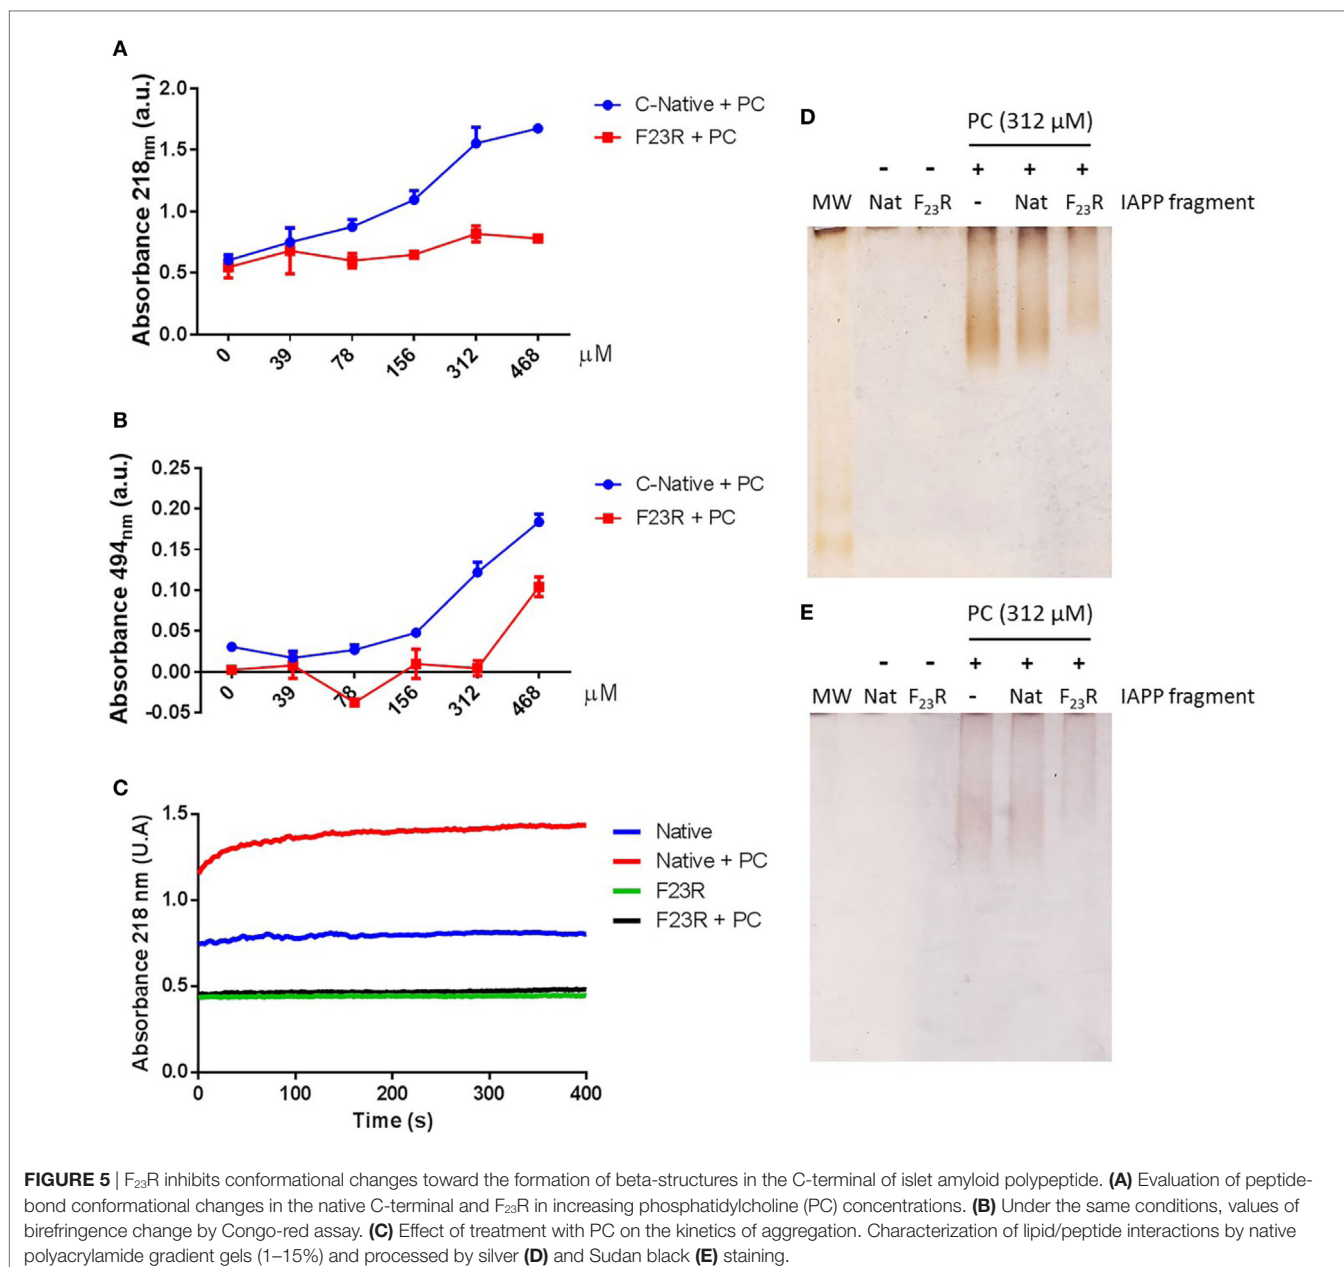 A
Absorbance 218nm (a.u.)
2.0
1.5
1.0
0.5
0.0
0
39
78
156
312
468
μM
C-Native + PC
F23R + PC
B
Absorbance 494nm (a.u.)
0.25
0.20
0.15
0.10
0.05
0.00
-0.05
0
39
78
156
312
468
μM
C-Native + PC
F23R + PC
C
Absorbance 218 nm (U.A)
1.5
1.0
0.5
0.0
0 100 200 300 400
Time (s)
Native
Native + PC
F23R
F23R + PC
D
PC (312 μM)
- - + + +
MW Nat F₂₃R - Nat F₂₃R IAPP fragment
E
PC (312 μM)
- - + + +
MW Nat F₂₃R - Nat F₂₃R IAPP fragment
FIGURE 5 | F₂₃R inhibits conformational changes toward the formation of beta-structures in the C-terminal of islet amyloid polypeptide. (A) Evaluation of peptide-
bond conformational changes in the native C-terminal and F₂₃R in increasing phosphatidylcholine (PC) concentrations. (B) Under the same conditions, values of
birefringence change by Congo-red assay. (C) Effect of treatment with PC on the kinetics of aggregation. Characterization of lipid/peptide interactions by native
polyacrylamide gradient gels (1–15%) and processed by silver (D) and Sudan black (E) staining.